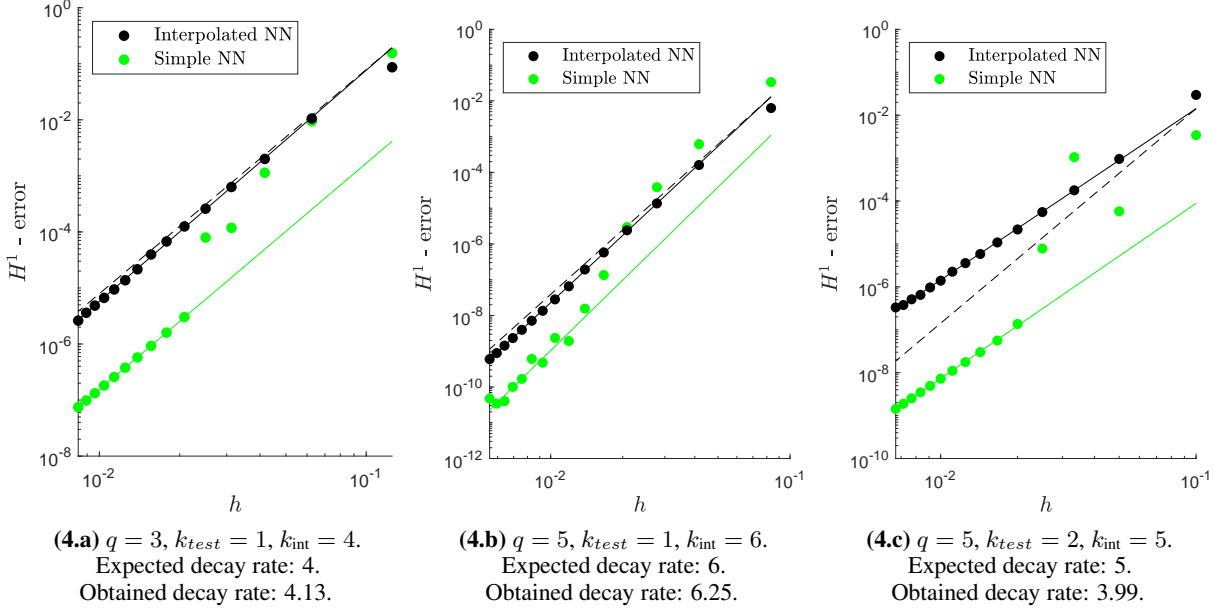 10^0
10^-2
10^-4
10^-6
10^-8
H^1 - error
Interpolated NN
Simple NN
10^-2
10^-1
h
10^0
10^-2
10^-4
10^-6
10^-8
10^-10
10^-12
H^1 - error
Interpolated NN
Simple NN
10^-2
10^-1
h
10^0
10^-2
10^-4
10^-6
10^-8
10^-10
H^1 - error
Interpolated NN
Simple NN
10^-2
10^-1
h
(4.a) q = 3, k_test = 1, k_int = 4.
Expected decay rate: 4.
Obtained decay rate: 4.13.
(4.b) q = 5, k_test = 1, k_int = 6.
Expected decay rate: 6.
Obtained decay rate: 6.25.
(4.c) q = 5, k_test = 2, k_int = 5.
Expected decay rate: 5.
Obtained decay rate: 3.99.